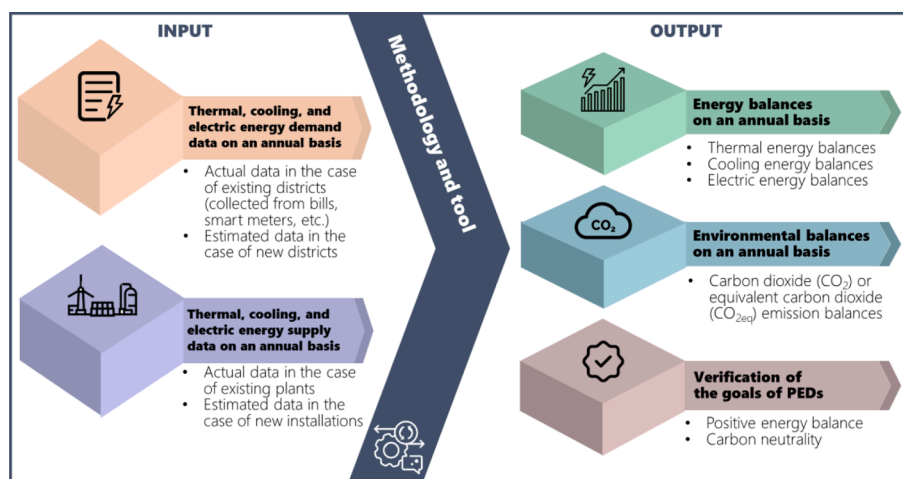 INPUT
Thermal, cooling, and
electric energy demand
data on an annual basis
• Actual data in the case
of existing districts
(collected from bills,
smart meters, etc.)
• Estimated data in the
case of new districts
Thermal, cooling, and
electric energy supply
data on an annual basis
• Actual data in the case
of existing plants
• Estimated data in the
case of new installations
Methodology and tool
OUTPUT
Energy balances
on an annual basis
• Thermal energy balances
• Cooling energy balances
• Electric energy balances
CO₂
Environmental balances
on an annual basis
• Carbon dioxide (CO₂) or
equivalent carbon dioxide
(CO₂eq) emission balances
Verification of
the goals of PEDs
• Positive energy balance
• Carbon neutrality